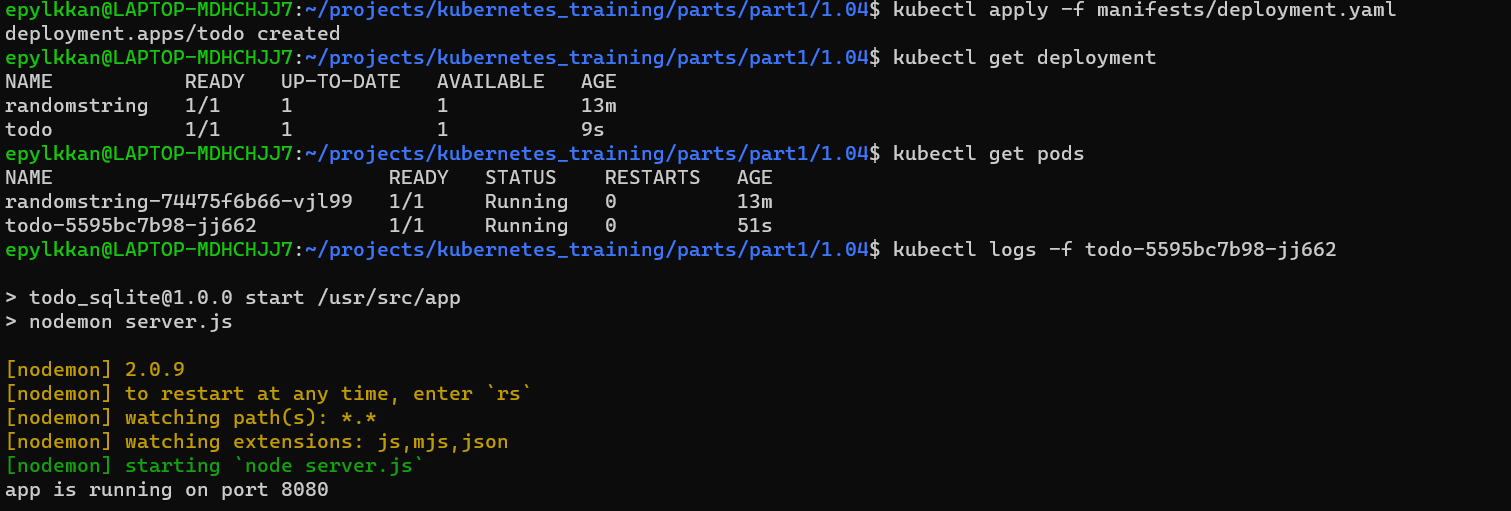 epylkkan@LAPTOP-MDHCHJJ7:~/projects/kubernetes_training/parts/part1/1.04$ kubectl apply -f manifests/deployment.yaml
deployment.apps/todo created
epylkkan@LAPTOP-MDHCHJJ7:~/projects/kubernetes_training/parts/part1/1.04$ kubectl get deployment
NAME           READY   UP-TO-DATE   AVAILABLE   AGE
randomstring   1/1     1            1           13m
todo           1/1     1            1           9s
epylkkan@LAPTOP-MDHCHJJ7:~/projects/kubernetes_training/parts/part1/1.04$ kubectl get pods
NAME                            READY   STATUS    RESTARTS   AGE
randomstring-74475f6b66-vjl99   1/1     Running   0          13m
todo-5595bc7b98-jj662           1/1     Running   0          51s
epylkkan@LAPTOP-MDHCHJJ7:~/projects/kubernetes_training/parts/part1/1.04$ kubectl logs -f todo-5595bc7b98-jj662
> todo_sqlite@1.0.0 start /usr/src/app
> nodemon server.js
[nodemon] 2.0.9
[nodemon] to restart at any time, enter `rs`
[nodemon] watching path(s): *.*
[nodemon] watching extensions: js,mjs,json
[nodemon] starting `node server.js`
app is running on port 8080